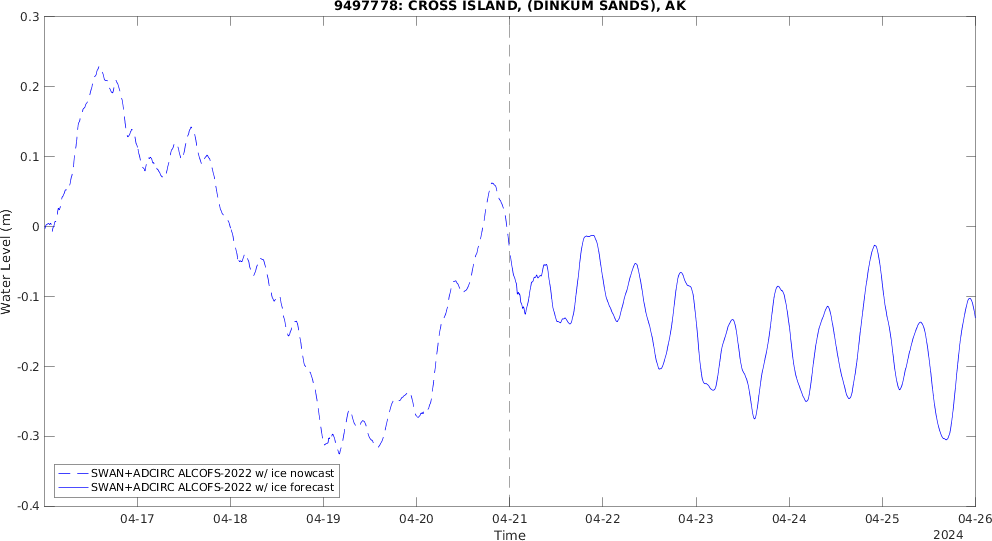 9497778: CROSS ISLAND, (DINKUM SANDS), AK
0.3
0.2
0.1
0
-0.1
-0.2
-0.3
-0.4
Water Level (m)
SWAN+ADCIRC ALCOFS-2022 w/ ice nowcast
SWAN+ADCIRC ALCOFS-2022 w/ ice forecast
04-17 04-18 04-19 04-20 04-21 04-22 04-23 04-24 04-25 04-26
Time
2024